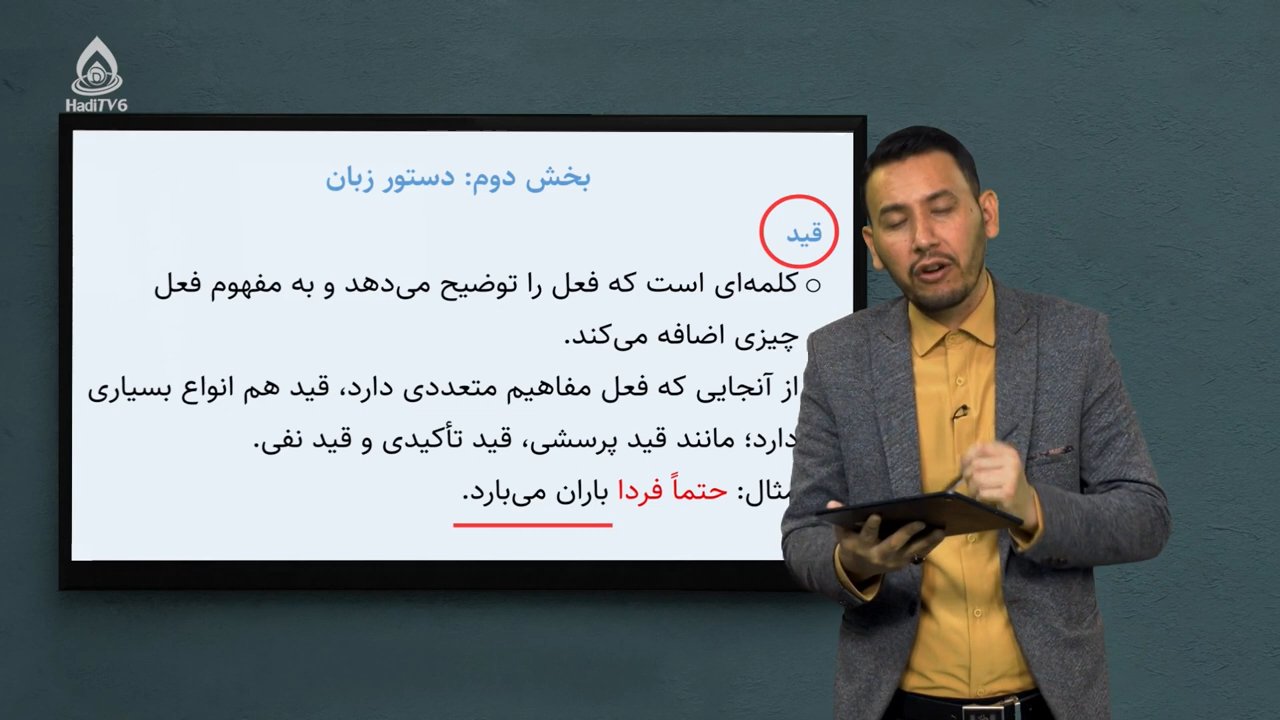 HadiTV6
بخش دوم: دستور زبان
قید
کلمه‌ای است که فعل را توضیح می‌دهد و به مفهوم فعل
چیزی اضافه می‌کند.
از آنجایی که فعل مفاهیم متعددی دارد، قید هم انواع بسیاری
دارد؛ مانند قید پرسشی، قید تأکیدی و قید نفی.
مثال: حتماً فردا باران می‌بارد.